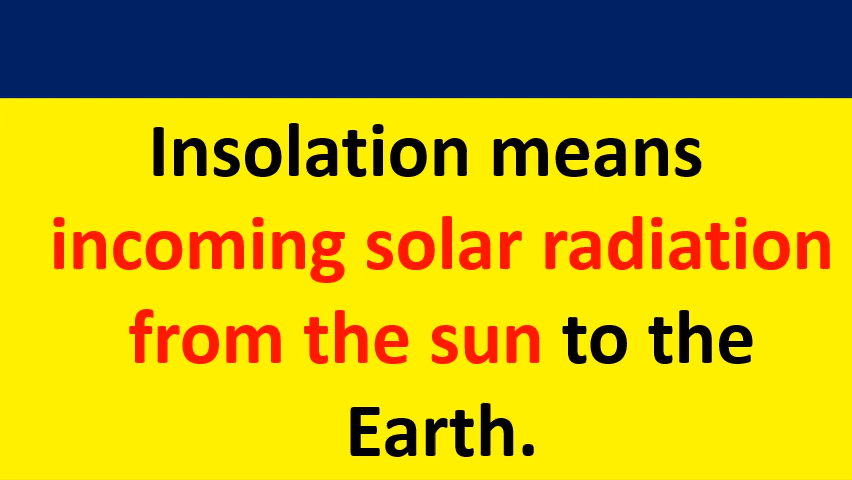 Insolation means
incoming solar radiation
from the sun to the
Earth.